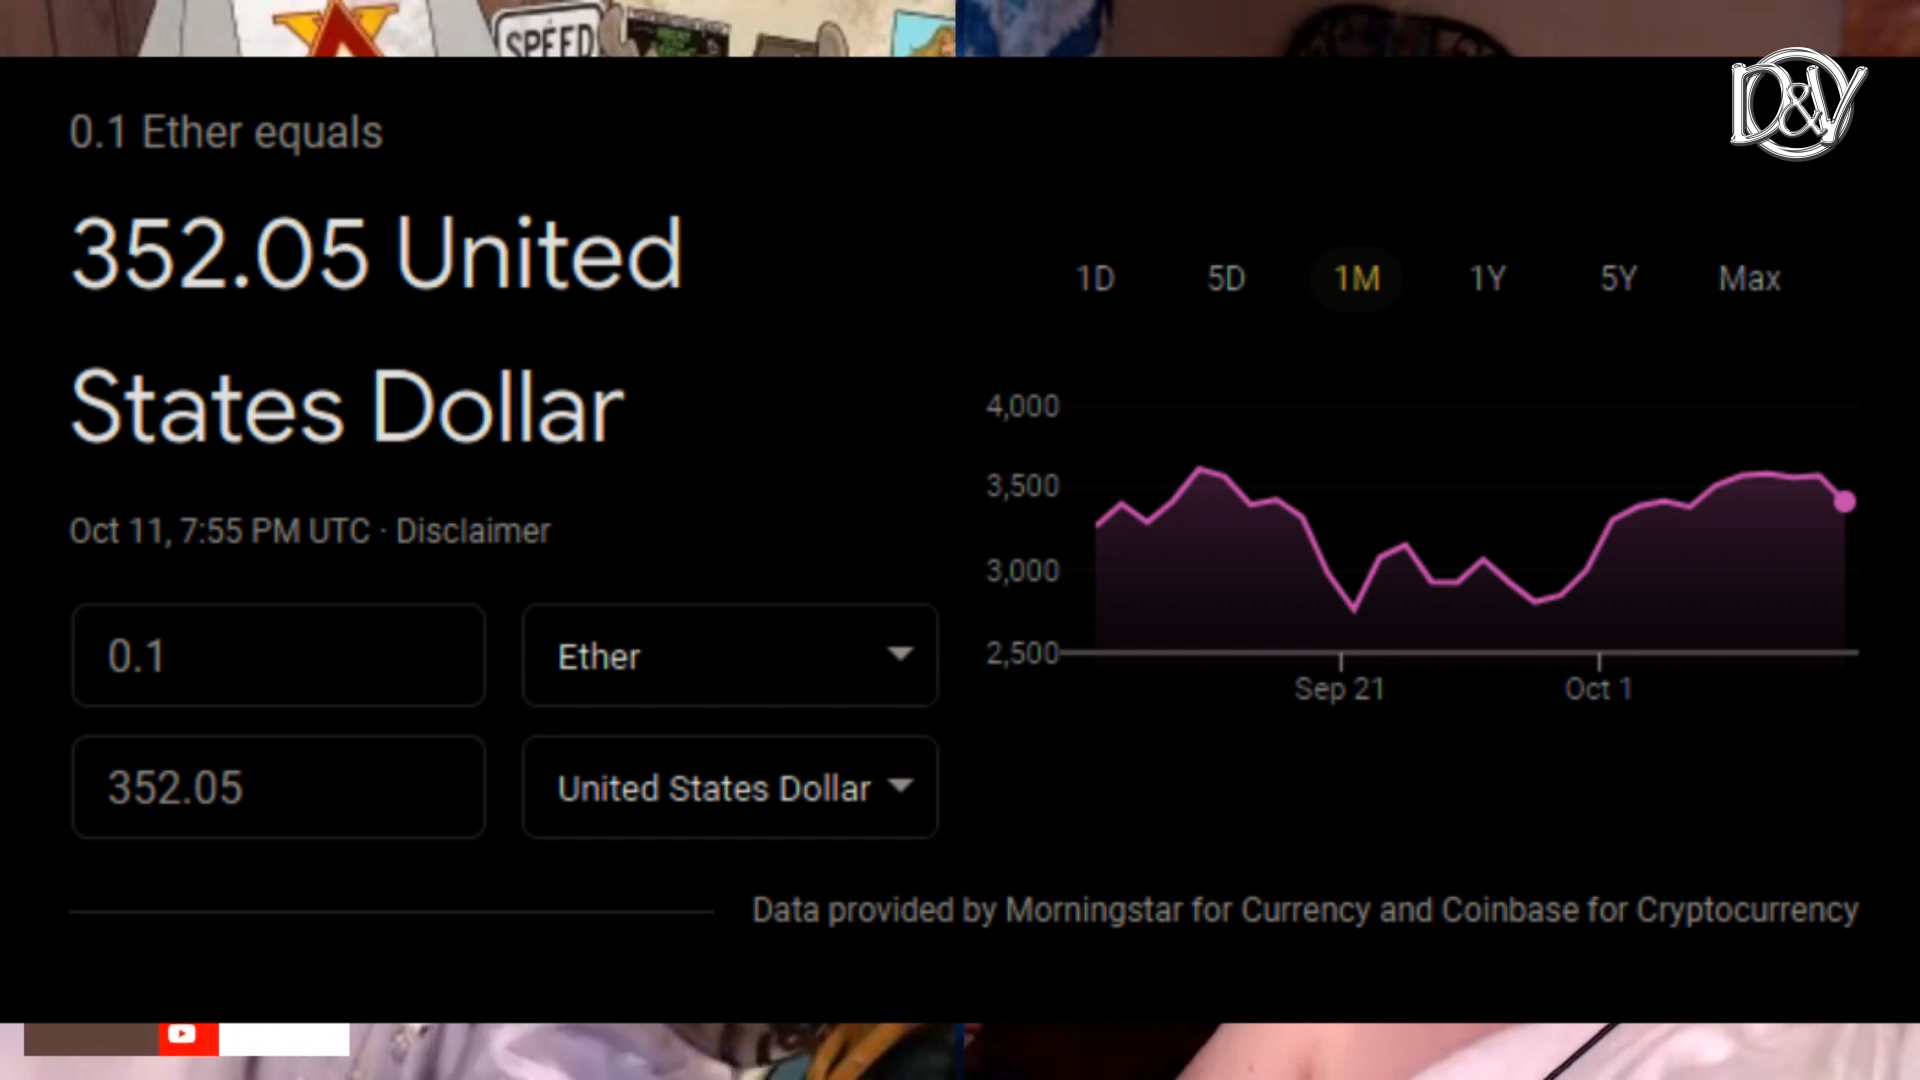 SPEED
D&V
0.1 Ether equals
352.05 United
States Dollar
Oct 11, 7:55 PM UTC · Disclaimer
0.1
Ether
352.05
United States Dollar
1D 5D 1M 1Y 5Y Max
4,000
3,500
3,000
2,500
Sep 21 Oct 1
Data provided by Morningstar for Currency and Coinbase for Cryptocurrency